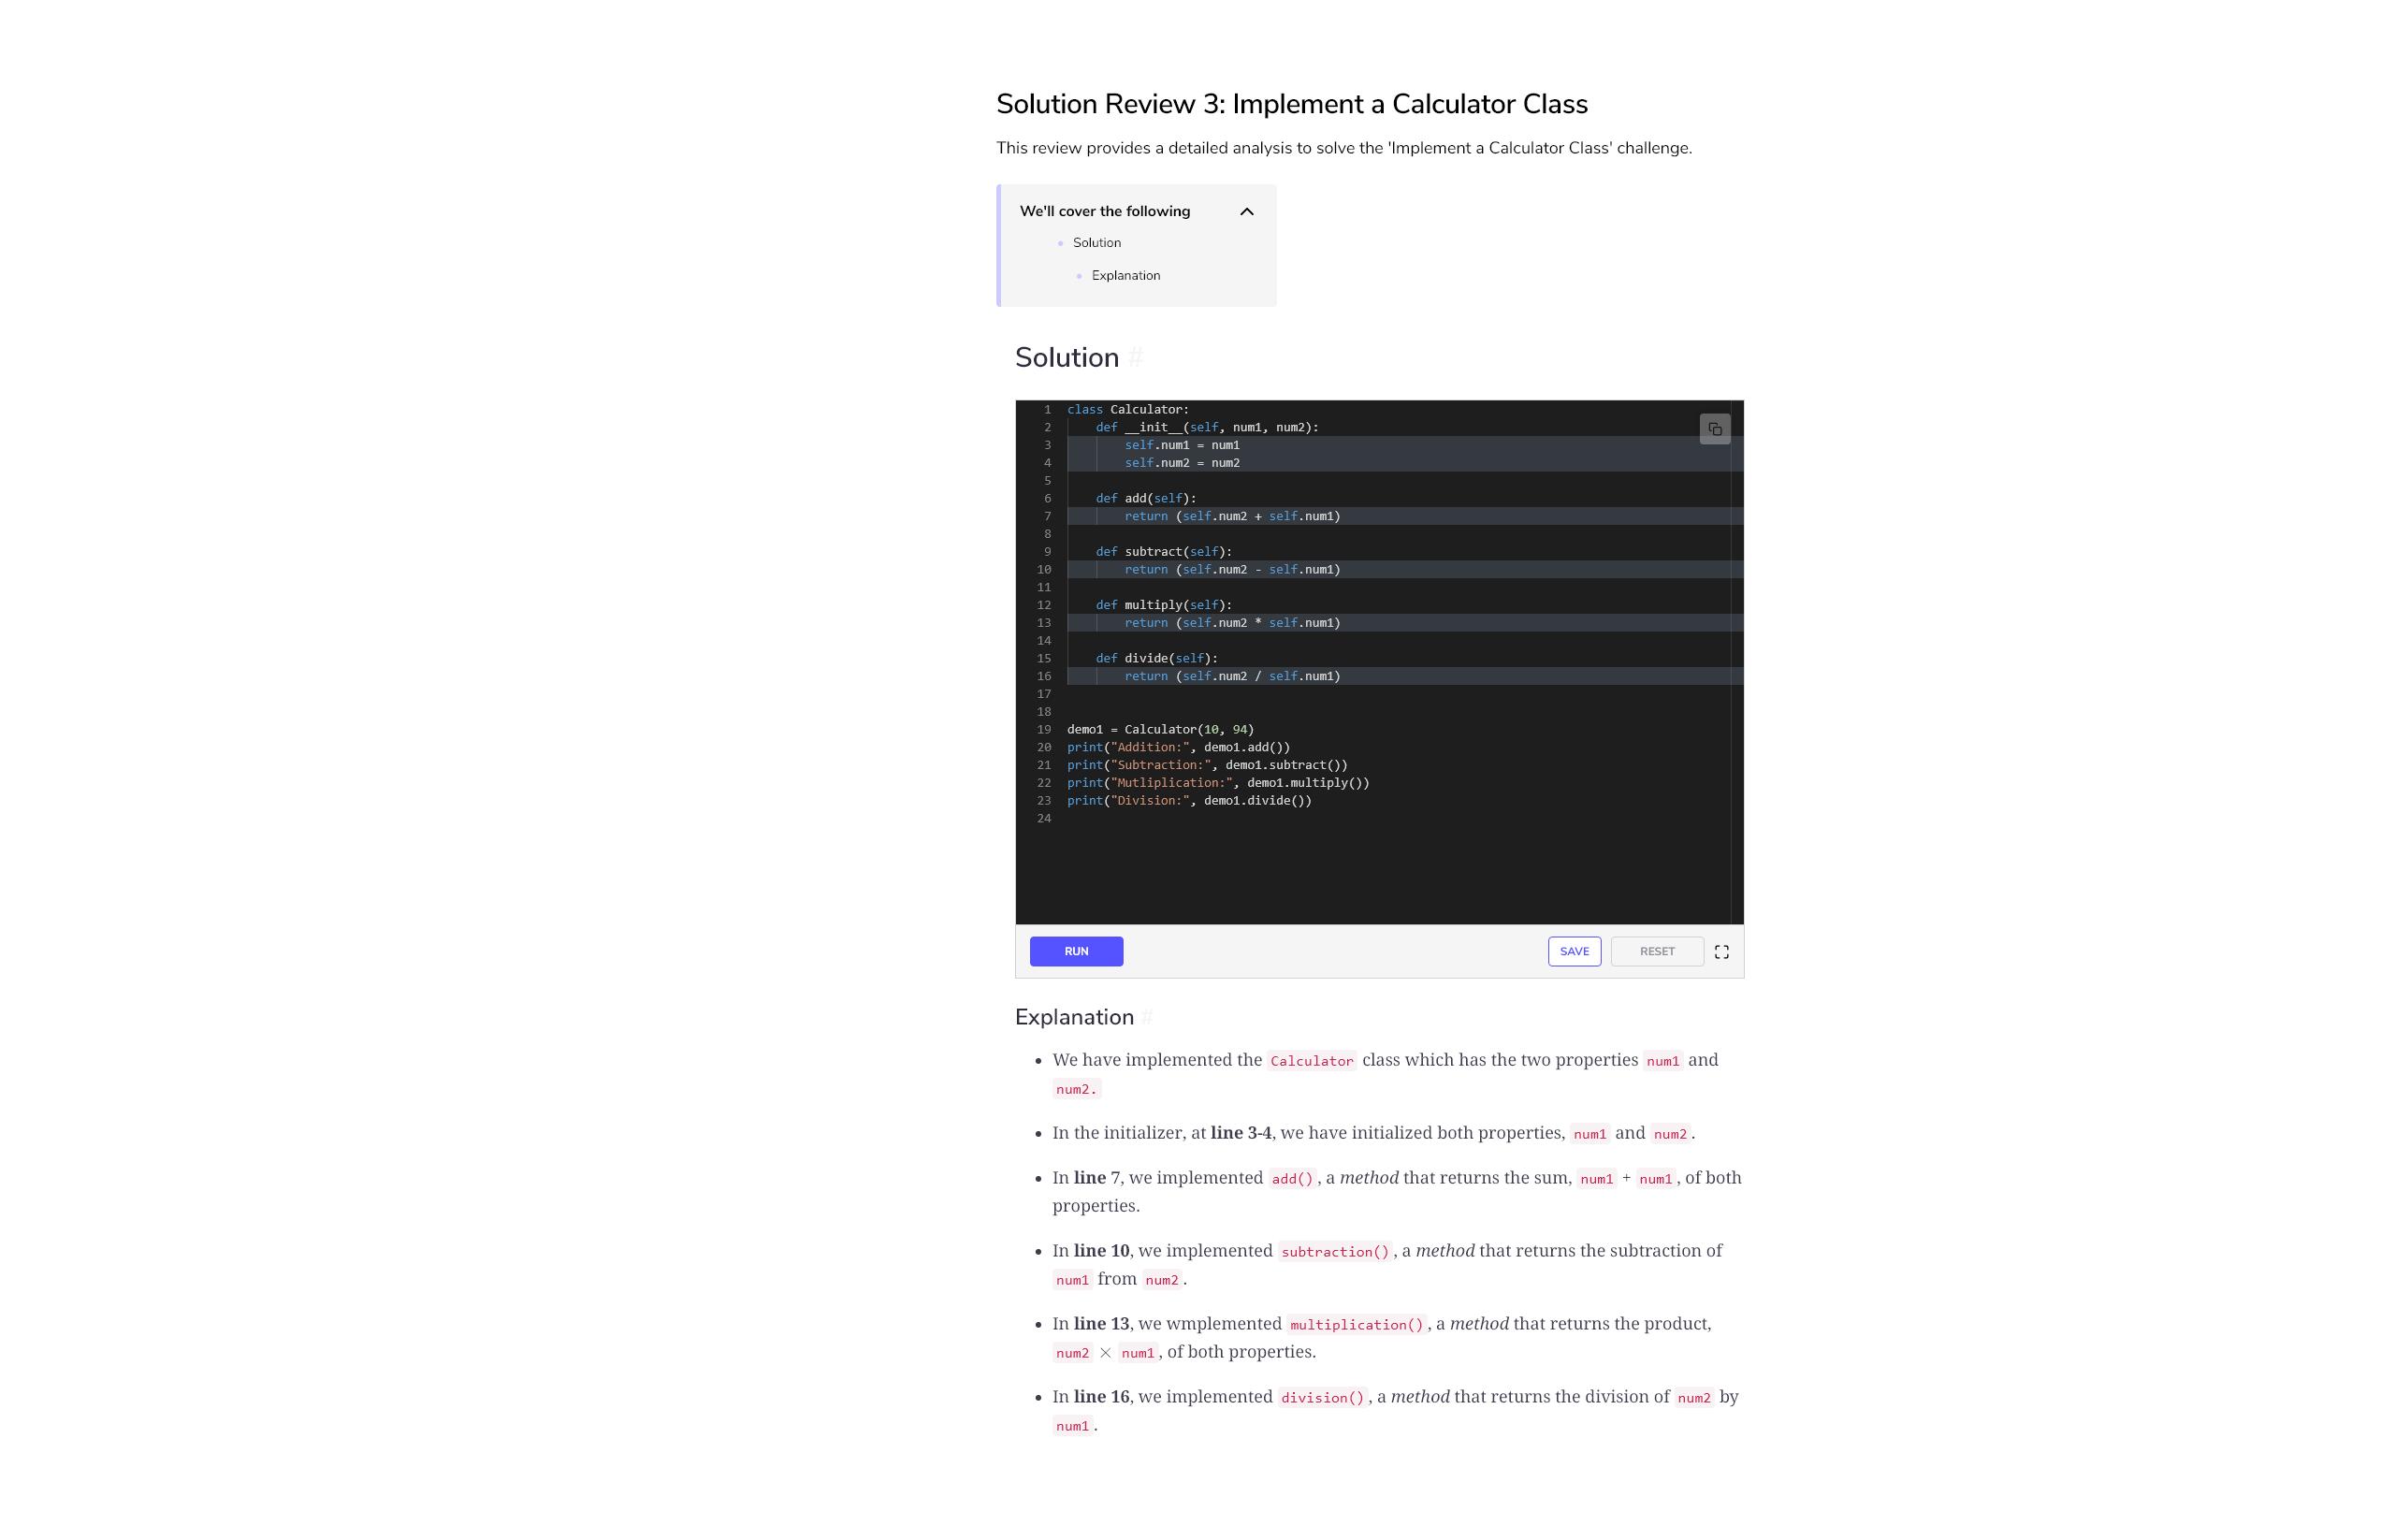 Solution Review 3: Implement a Calculator Class
This review provides a detailed analysis to solve the 'Implement a Calculator Class' challenge.
We'll cover the following
Solution
Explanation
Solution #
1 class Calculator:
2     def __init__(self, num1, num2):
3         self.num1 = num1
4         self.num2 = num2
5
6     def add(self):
7         return (self.num2 + self.num1)
8
9     def subtract(self):
10         return (self.num2 - self.num1)
11
12     def multiply(self):
13         return (self.num2 * self.num1)
14
15     def divide(self):
16         return (self.num2 / self.num1)
17
18
19 demo1 = Calculator(10, 94)
20 print("Addition:", demo1.add())
21 print("Subtraction:", demo1.subtract())
22 print("Mutliplication:", demo1.multiply())
23 print("Division:", demo1.divide())
24
RUN SAVE RESET
Explanation #
• We have implemented the Calculator class which has the two properties num1 and
num2.
• In the initializer, at line 3-4, we have initialized both properties, num1 and num2.
• In line 7, we implemented add(), a method that returns the sum, num1 + num1, of both
properties.
• In line 10, we implemented subtraction(), a method that returns the subtraction of
num1 from num2.
• In line 13, we wmplemented multiplication(), a method that returns the product,
num2 × num1, of both properties.
• In line 16, we implemented division(), a method that returns the division of num2 by
num1.